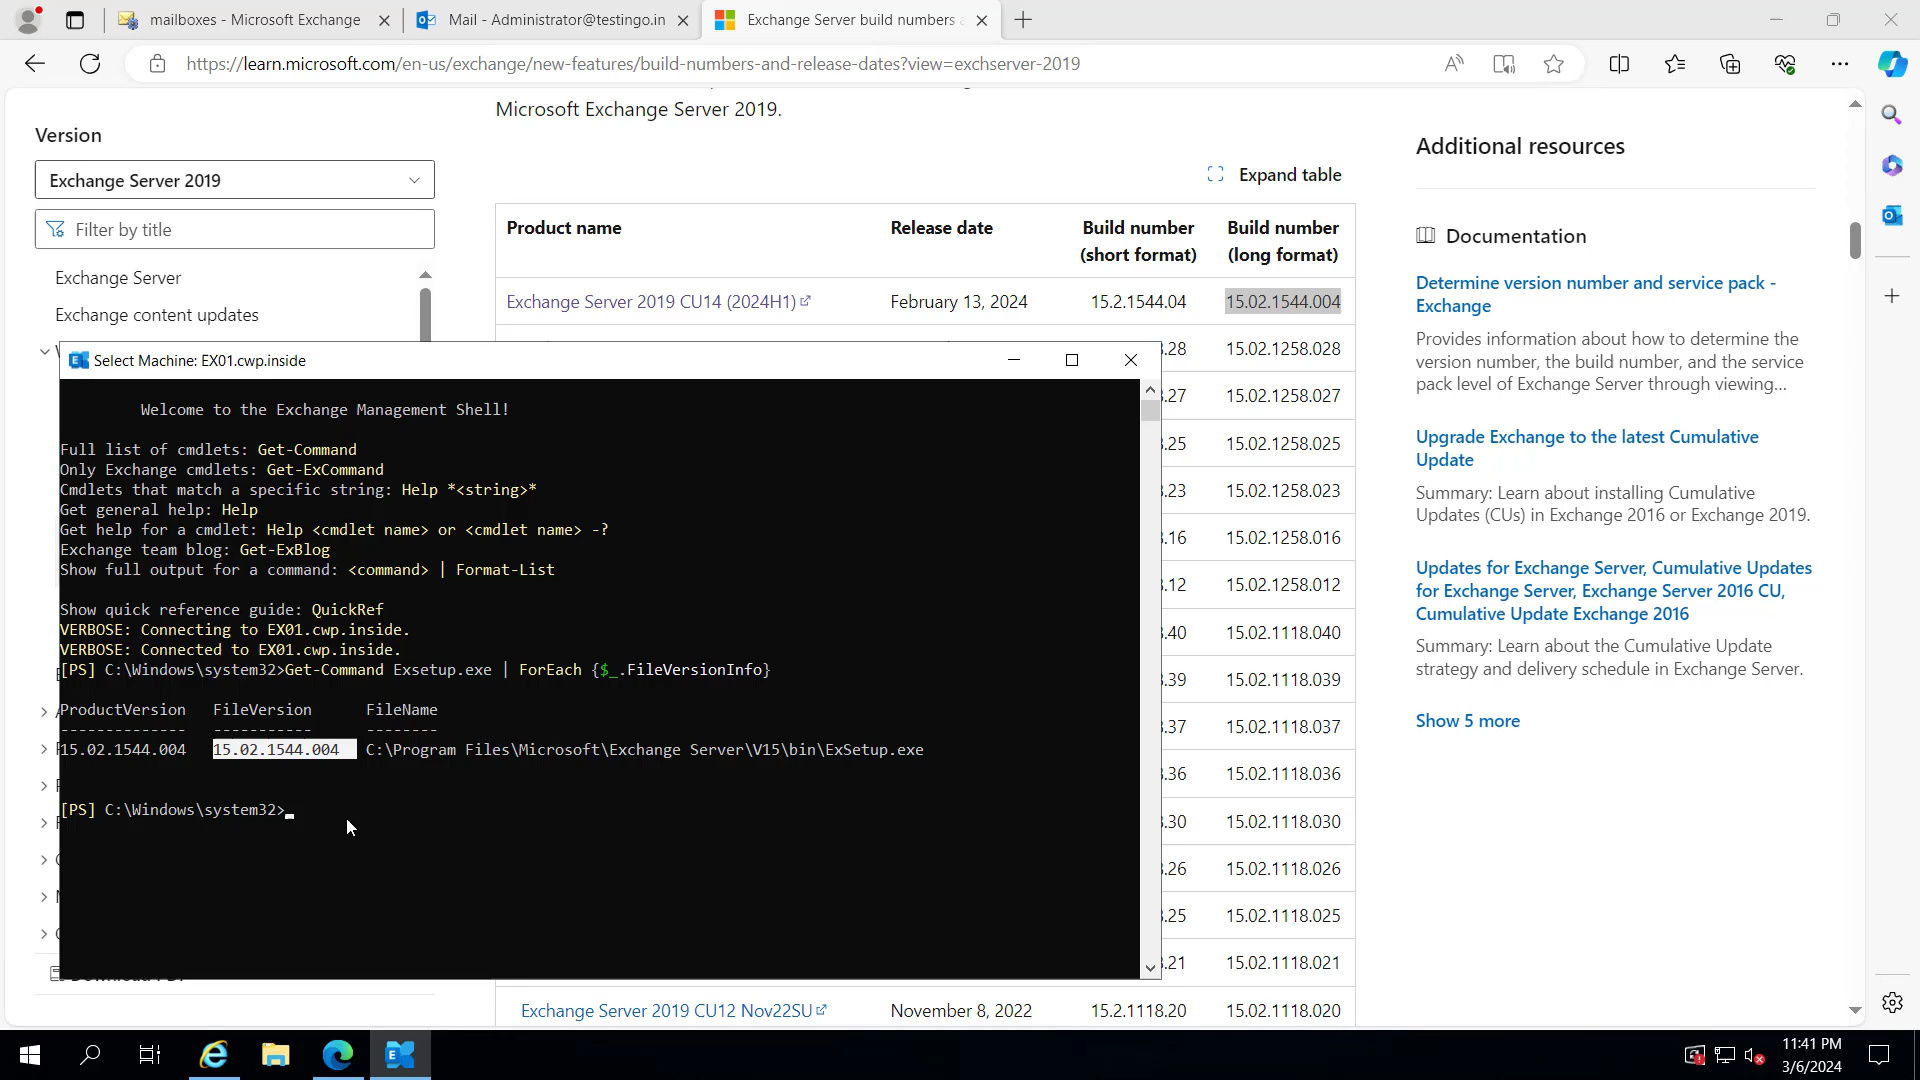 mailboxes - Microsoft Exchange
Mail - Administrator@testingo.in
Exchange Server build numbers a
https://learn.microsoft.com/en-us/exchange/new-features/build-numbers-and-release-dates?view=exchserver-2019
Microsoft Exchange Server 2019.
Version
Exchange Server 2019
Filter by title
Exchange Server
Exchange content updates
Expand table
Product name Release date Build number (short format) Build number (long format)
Exchange Server 2019 CU14 (2024H1) February 13, 2024 15.2.1544.04 15.02.1544.004
.28 15.02.1258.028
.27 15.02.1258.027
.25 15.02.1258.025
.23 15.02.1258.023
.16 15.02.1258.016
.12 15.02.1258.012
.40 15.02.1118.040
.39 15.02.1118.039
.37 15.02.1118.037
.36 15.02.1118.036
.30 15.02.1118.030
.26 15.02.1118.026
.25 15.02.1118.025
.21 15.02.1118.021
Exchange Server 2019 CU12 Nov22SU November 8, 2022 15.2.1118.20 15.02.1118.020
Select Machine: EX01.cwp.inside
Welcome to the Exchange Management Shell!
Full list of cmdlets: Get-Command
Only Exchange cmdlets: Get-ExCommand
Cmdlets that match a specific string: Help *<string>*
Get general help: Help
Get help for a cmdlet: Help <cmdlet name> or <cmdlet name> -?
Exchange team blog: Get-ExBlog
Show full output for a command: <command> | Format-List
Show quick reference guide: QuickRef
VERBOSE: Connecting to EX01.cwp.inside.
VERBOSE: Connected to EX01.cwp.inside.
[PS] C:\Windows\system32>Get-Command Exsetup.exe | ForEach {$_.FileVersionInfo}
ProductVersion FileVersion FileName
-------------- ----------- --------
15.02.1544.004 15.02.1544.004 C:\Program Files\Microsoft\Exchange Server\V15\bin\ExSetup.exe
[PS] C:\Windows\system32>
Additional resources
Documentation
Determine version number and service pack -
Exchange
Provides information about how to determine the
version number, the build number, and the service
pack level of Exchange Server through viewing...
Upgrade Exchange to the latest Cumulative
Update
Summary: Learn about installing Cumulative
Updates (CUs) in Exchange 2016 or Exchange 2019.
Updates for Exchange Server, Cumulative Updates
for Exchange Server, Exchange Server 2016 CU,
Cumulative Update Exchange 2016
Summary: Learn about the Cumulative Update
strategy and delivery schedule in Exchange Server.
Show 5 more
11:41 PM
3/6/2024